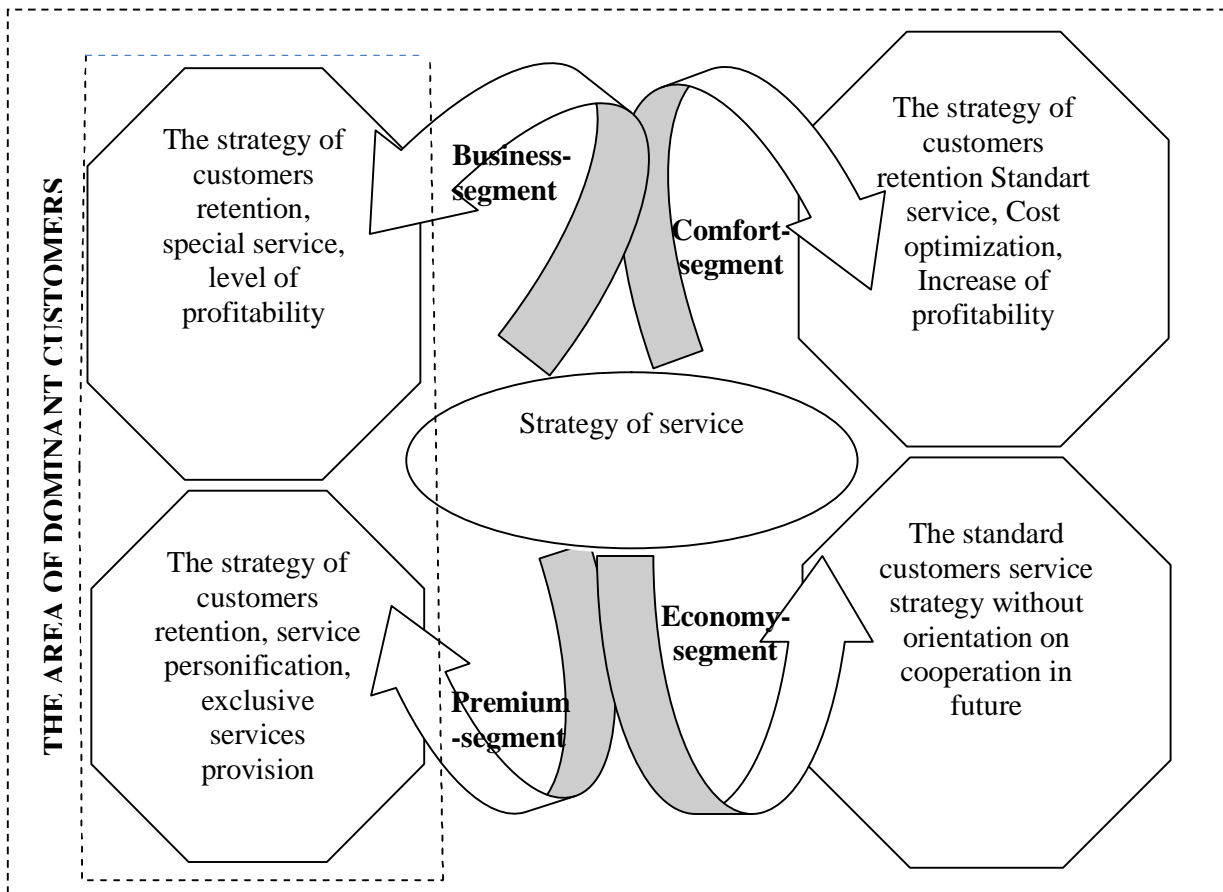 THE AREA OF DOMINANT CUSTOMERS
The strategy of
customers
retention,
special service,
level of
profitability
Business-
segment
Comfort-
segment
The strategy of
customers
retention Standart
service, Cost
optimization,
Increase of
profitability
Strategy of service
The strategy of
customers
retention, service
personification,
exclusive
services
provision
Premium
-segment
Economy-
segment
The standard
customers service
strategy without
orientation on
cooperation in
future